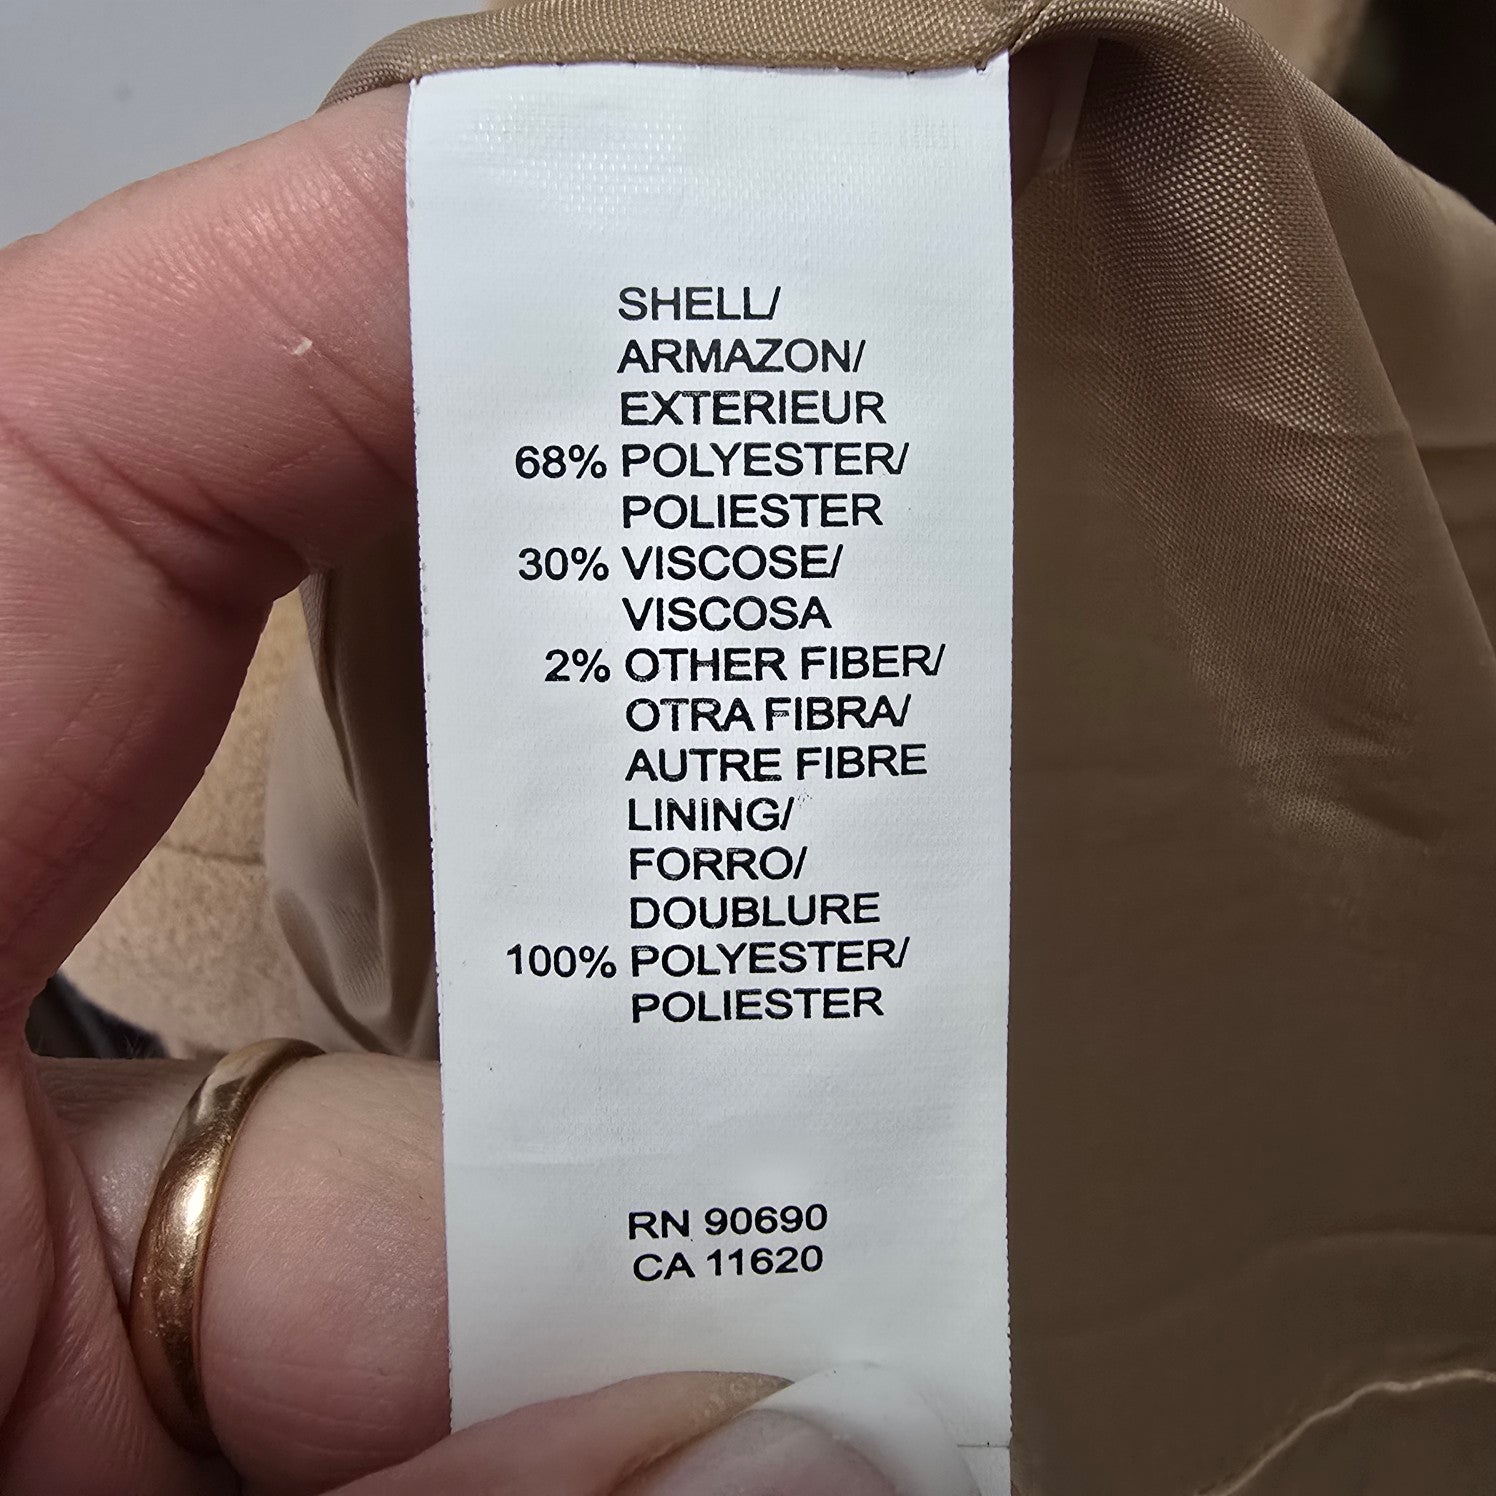 SHELL/
ARMAZON/
EXTERIEUR
68% POLYESTER/
POLIESTER
30% VISCOSE/
VISCOSA
2% OTHER FIBER/
OTRA FIBRA/
AUTRE FIBRE
LINING/
FORRO/
DOUBLURE
100% POLYESTER/
POLIESTER
RN 90690
CA 11620